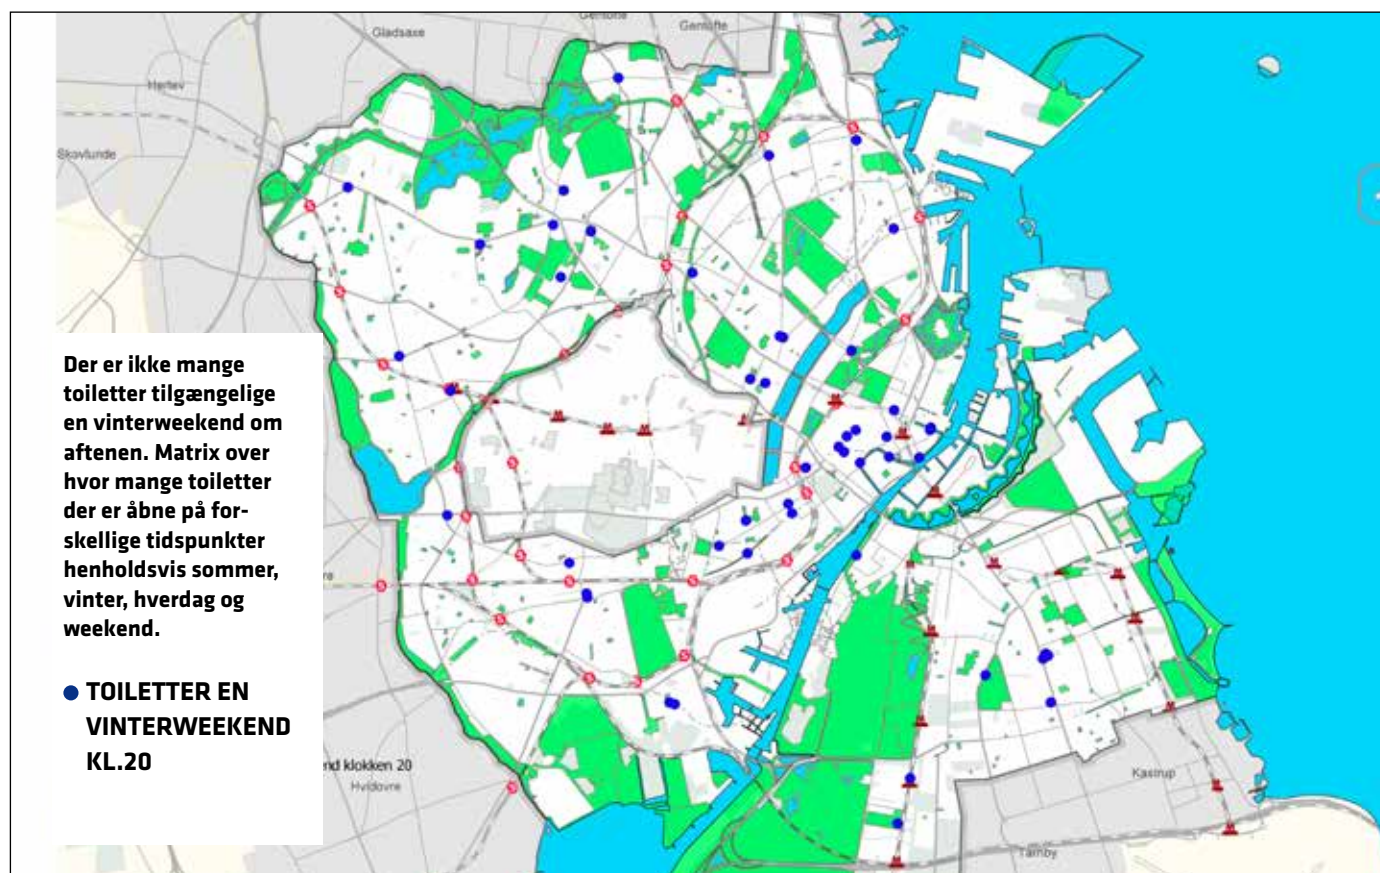 Gentofte
Gentofte
Gladsaxe
Herlev
Skovlunde
Der er ikke mange
toiletter tilgængelige
en vinterweekend om
aftenen. Matrix over
hvor mange toiletter
der er åbne på for-
skellige tidspunkter
henholdsvis sommer,
vinter, hverdag og
weekend.
TOILETTER EN
VINTERWEEKEND
KL.20
nd klokken 20
Hvidovre
Kastrup
Tårnby